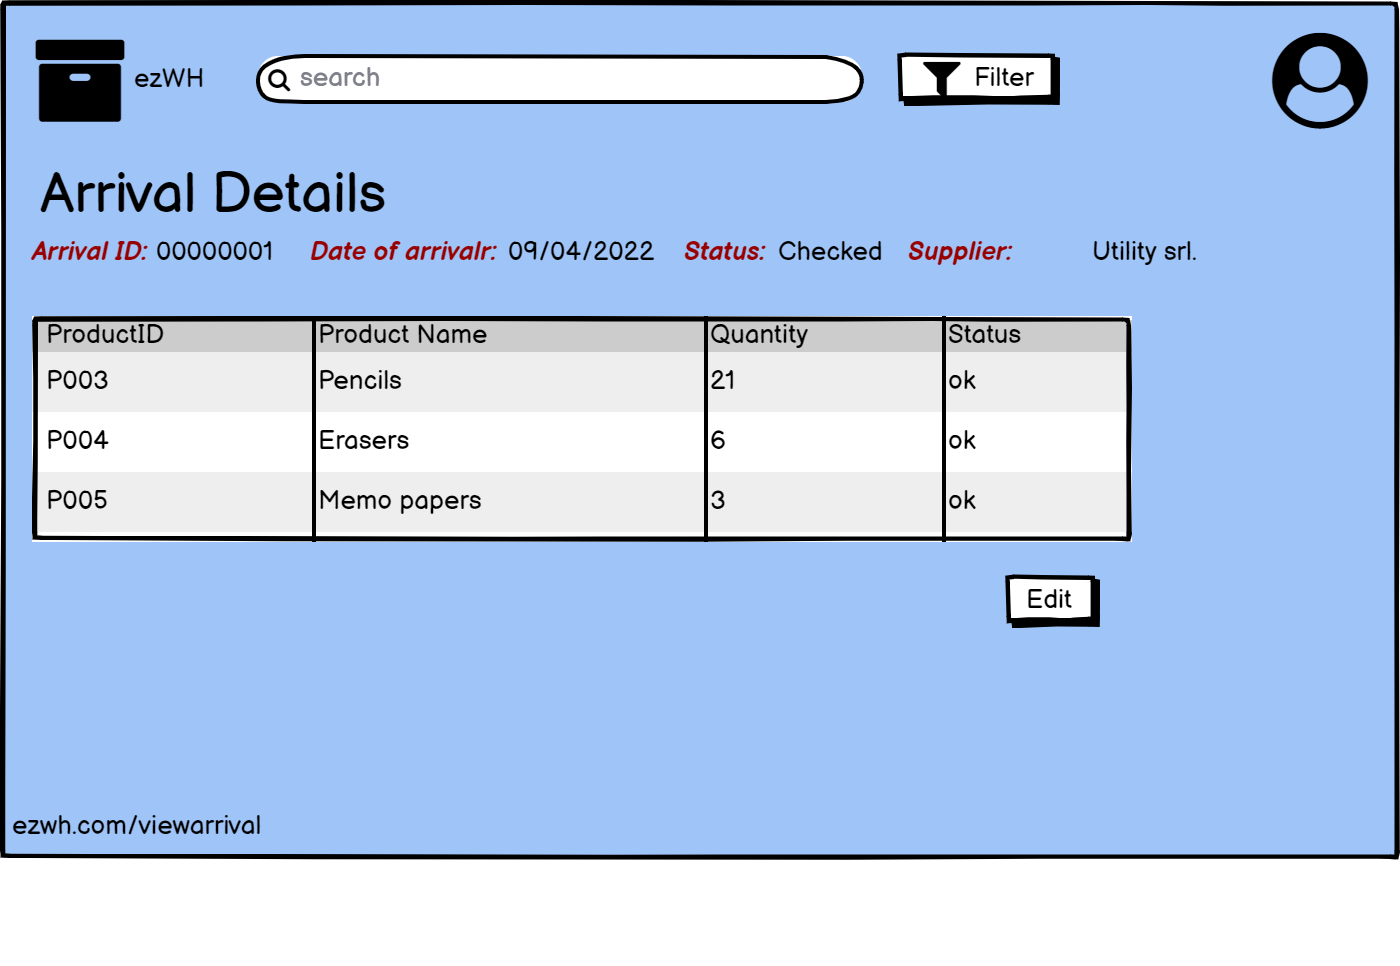 ezWH search Filter
Arrival Details
Arrival ID: 00000001 Date of arrivalr: 09/04/2022 Status: Checked Supplier: Utility srl.
ProductID Product Name Quantity Status
P003 Pencils 21 ok
P004 Erasers 6 ok
P005 Memo papers 3 ok
Edit
ezwh.com/viewarrival